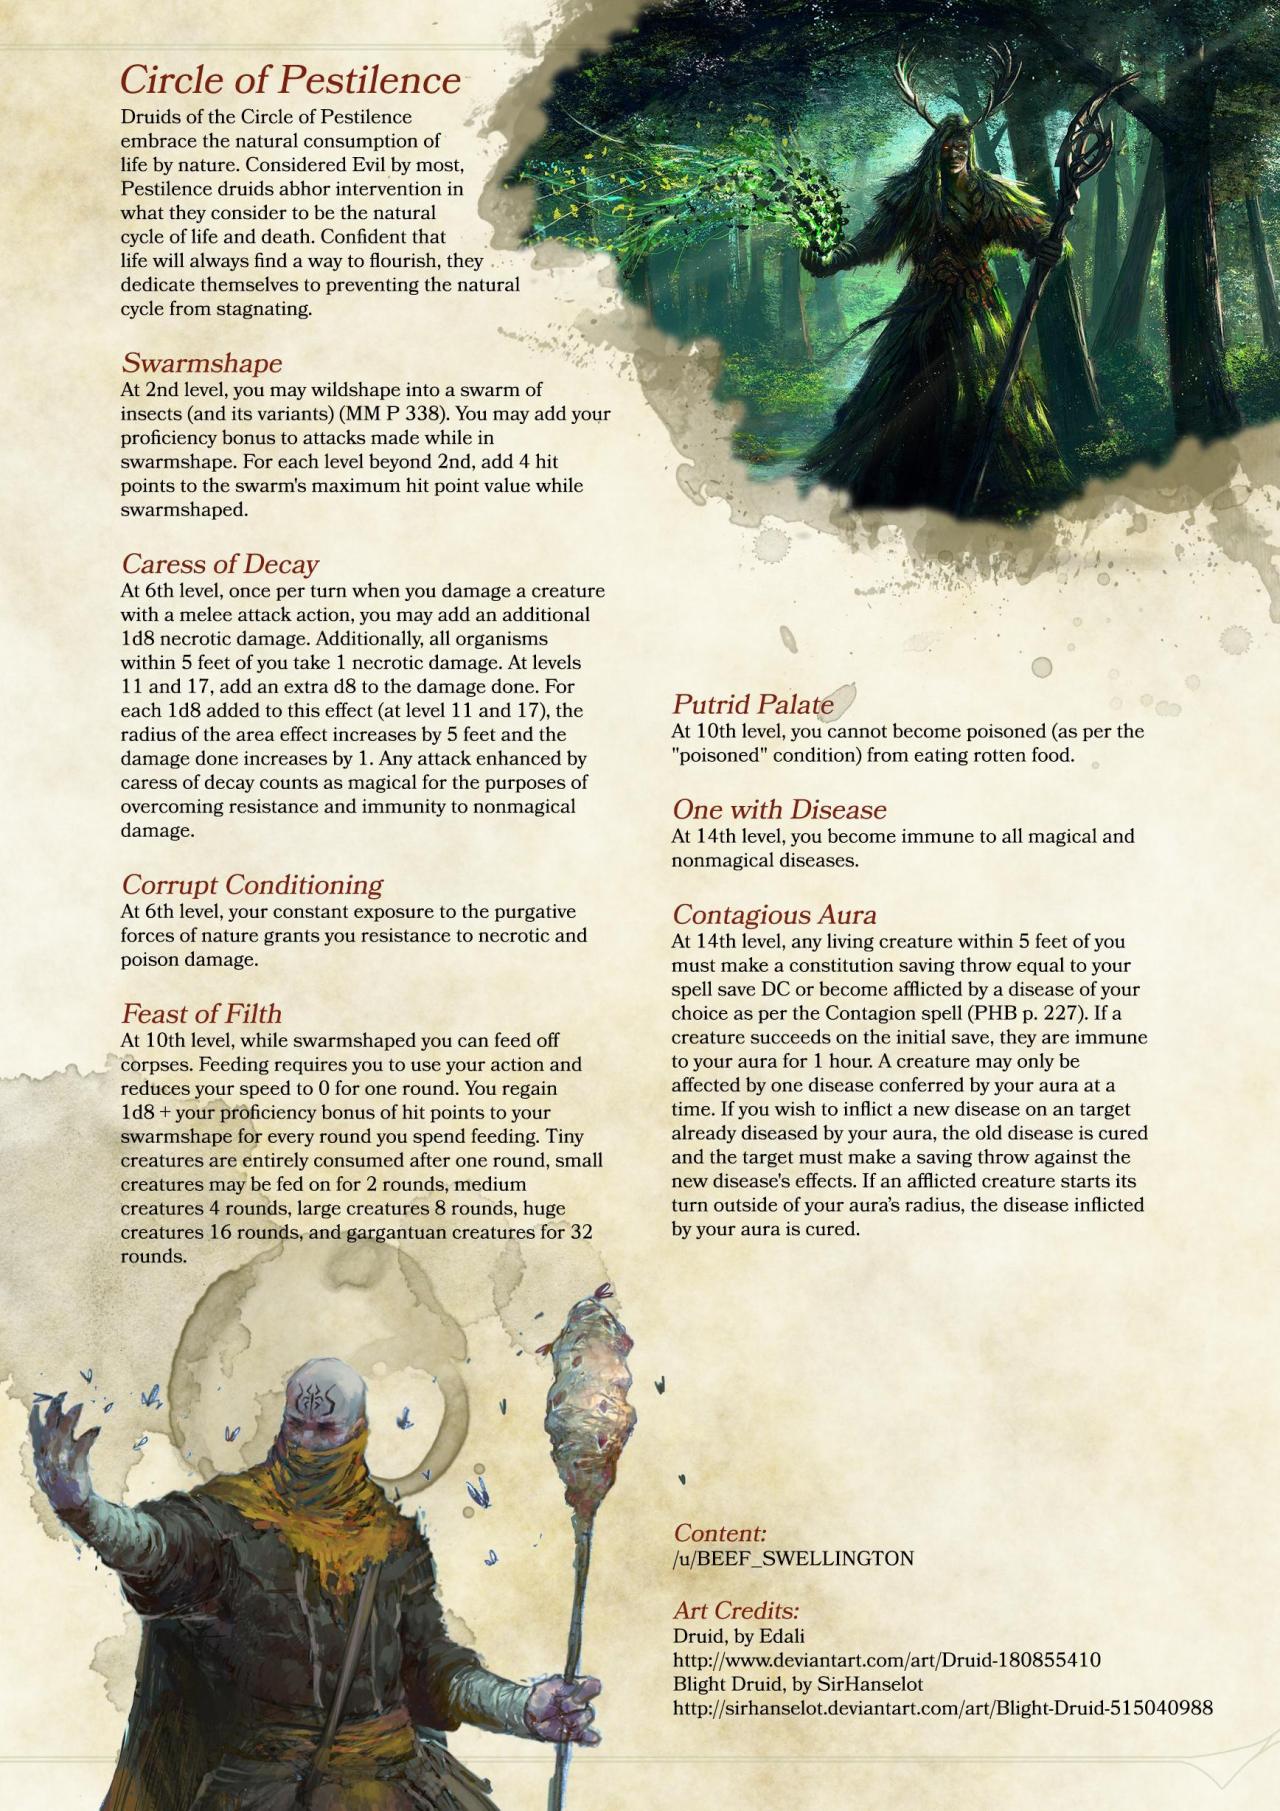 Circle of Pestilence
Druids of the Circle of Pestilence
embrace the natural consumption of
life by nature. Considered Evil by most,
Pestilence druids abhor intervention in
what they consider to be the natural
cycle of life and death. Confident that
life will always find a way to flourish, they
dedicate themselves to preventing the natural
cycle from stagnating.
Swarmshape
At 2nd level, you may wildshape into a swarm of
insects (and its variants) (MM P 338). You may add your
proficiency bonus to attacks made while in
swarmshape. For each level beyond 2nd, add 4 hit
points to the swarm's maximum hit point value while
swarmshaped.
Caress of Decay
At 6th level, once per turn when you damage a creature
with a melee attack action, you may add an additional
1d8 necrotic damage. Additionally, all organisms
within 5 feet of you take 1 necrotic damage. At levels
11 and 17, add an extra d8 to the damage done. For
each 1d8 added to this effect (at level 11 and 17), the
radius of the area effect increases by 5 feet and the
damage done increases by 1. Any attack enhanced by
caress of decay counts as magical for the purposes of
overcoming resistance and immunity to nonmagical
damage.
Corrupt Conditioning
At 6th level, your constant exposure to the purgative
forces of nature grants you resistance to necrotic and
poison damage.
Feast of Filth
At 10th level, while swarmshaped you can feed off
corpses. Feeding requires you to use your action and
reduces your speed to 0 for one round. You regain
1d8 + your proficiency bonus of hit points to your
swarmshape for every round you spend feeding. Tiny
creatures are entirely consumed after one round, small
creatures may be fed on for 2 rounds, medium
creatures 4 rounds, large creatures 8 rounds, huge
creatures 16 rounds, and gargantuan creatures for 32
rounds.
Putrid Palate
At 10th level, you cannot become poisoned (as per the
"poisoned" condition) from eating rotten food.
One with Disease
At 14th level, you become immune to all magical and
nonmagical diseases.
Contagious Aura
At 14th level, any living creature within 5 feet of you
must make a constitution saving throw equal to your
spell save DC or become afflicted by a disease of your
choice as per the Contagion spell (PHB p. 227). If a
creature succeeds on the initial save, they are immune
to your aura for 1 hour. A creature may only be
affected by one disease conferred by your aura at a
time. If you wish to inflict a new disease on an target
already diseased by your aura, the old disease is cured
and the target must make a saving throw against the
new disease's effects. If an afflicted creature starts its
turn outside of your aura's radius, the disease inflicted
by your aura is cured.
Content:
/u/BEEF_SWELLINGTON
Art Credits:
Druid, by Edali
http://www.deviantart.com/art/Druid-180855410
Blight Druid, by SirHanselot
http://sirhanselot.deviantart.com/art/Blight-Druid-515040988